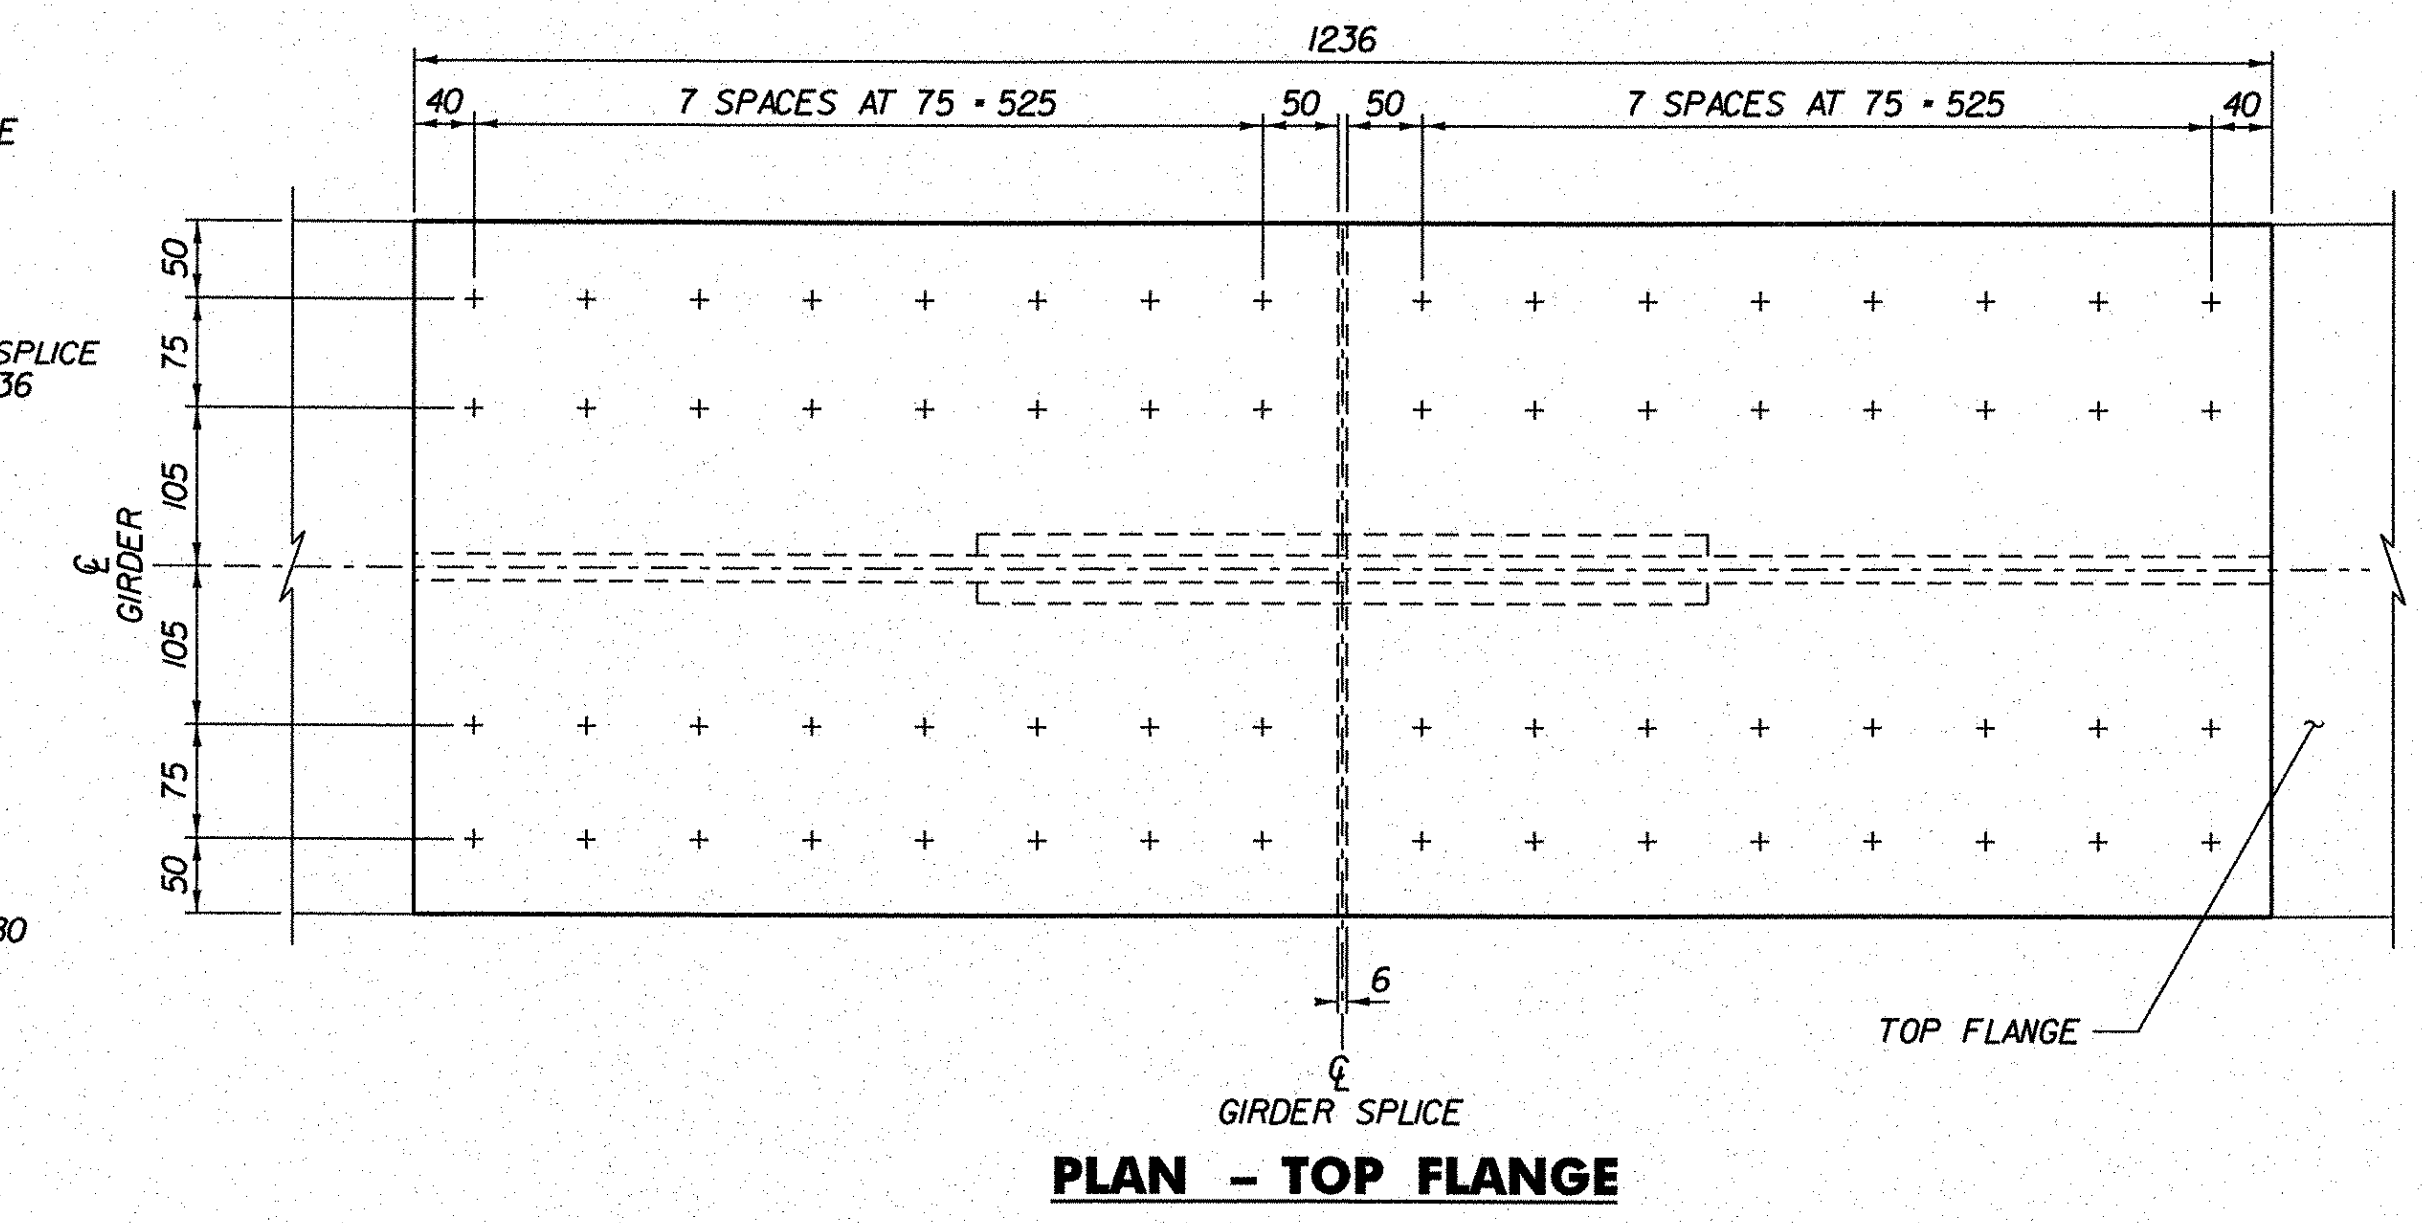 1236
40 7 SPACES AT 75 = 525 50 50 7 SPACES AT 75 = 525 40
E
50
75
SPLICE
36
105
℄
GIRDER
105
75
50
30
6
TOP FLANGE
℄
GIRDER SPLICE
PLAN – TOP FLANGE